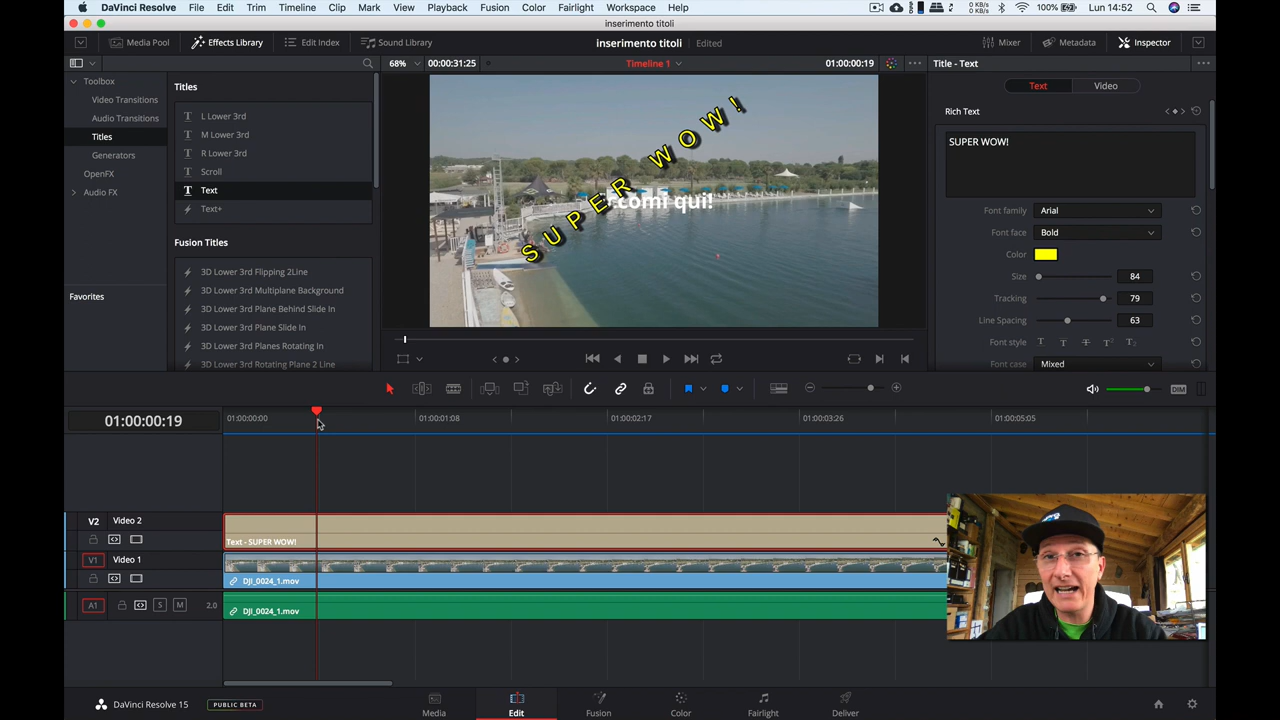 DaVinci Resolve File Edit Trim Timeline Clip Mark View Playback Fusion Color Fairlight Workspace Help
0 KB/s
0 KB/s
100%
Lun 14:52
inserimento titoli
Media Pool Effects Library Edit Index Sound Library
inserimento titoli Edited
Mixer Metadata Inspector
68% 00:00:31:25 Timeline 1 01:00:00:19
Title - Text
Toolbox
Video Transitions
Audio Transitions
Titles
Generators
OpenFX
Audio FX
Favorites
Titles
L Lower 3rd
M Lower 3rd
R Lower 3rd
Scroll
Text
Text+
Fusion Titles
3D Lower 3rd Flipping 2Line
3D Lower 3rd Multiplane Background
3D Lower 3rd Plane Behind Slide In
3D Lower 3rd Plane Slide In
3D Lower 3rd Planes Rotating In
3D Lower 3rd Rotating Plane 2 Line
SUPER WOW!
qui!
Text Video
Rich Text
SUPER WOW!
Font family Arial
Font face Bold
Color
Size 84
Tracking 79
Line Spacing 63
Font style T T T T² T₂
Font case Mixed
DIM
01:00:00:19
01:00:00:00 01:00:01:08 01:00:02:17 01:00:03:26 01:00:05:05
V2 Video 2
Text - SUPER WOW!
V1 Video 1
DJI_0024_1.mov
A1 S M 2.0
DJI_0024_1.mov
DaVinci Resolve 15 PUBLIC BETA
Media Edit Fusion Color Fairlight Deliver